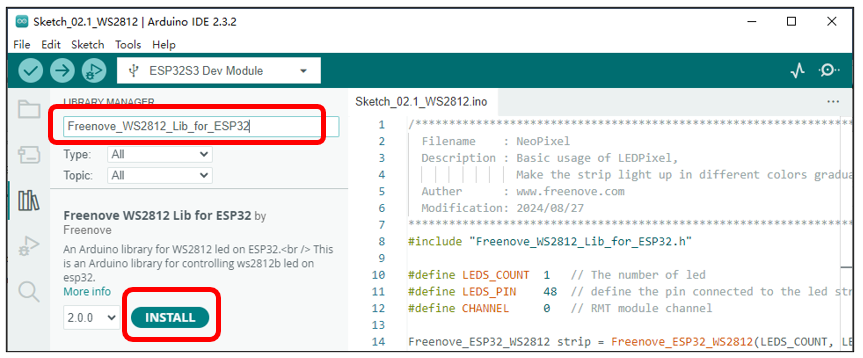 Sketch_02.1_WS2812 | Arduino IDE 2.3.2
File Edit Sketch Tools Help
ESP32S3 Dev Module
LIBRARY MANAGER
Freenove_WS2812_Lib_for_ESP32
Type: All
Topic: All
Freenove WS2812 Lib for ESP32 by
Freenove
An Arduino library for WS2812 led on ESP32.<br /> This
is an Arduino library for controlling ws2812b led on
esp32.
More info
2.0.0 INSTALL
Sketch_02.1_WS2812.ino
1 /****************************************************************
2 Filename : NeoPixel
3 Description : Basic usage of LEDPixel,
4 Make the strip light up in different colors gradua
5 Auther : www.freenove.com
6 Modification: 2024/08/27
7 *****************************************************************
8 #include "Freenove_WS2812_Lib_for_ESP32.h"
9
10 #define LEDS_COUNT 1 // The number of led
11 #define LEDS_PIN 48 // define the pin connected to the led str
12 #define CHANNEL 0 // RMT module channel
13
14 Freenove_ESP32_WS2812 strip = Freenove_ESP32_WS2812(LEDS_COUNT, LE